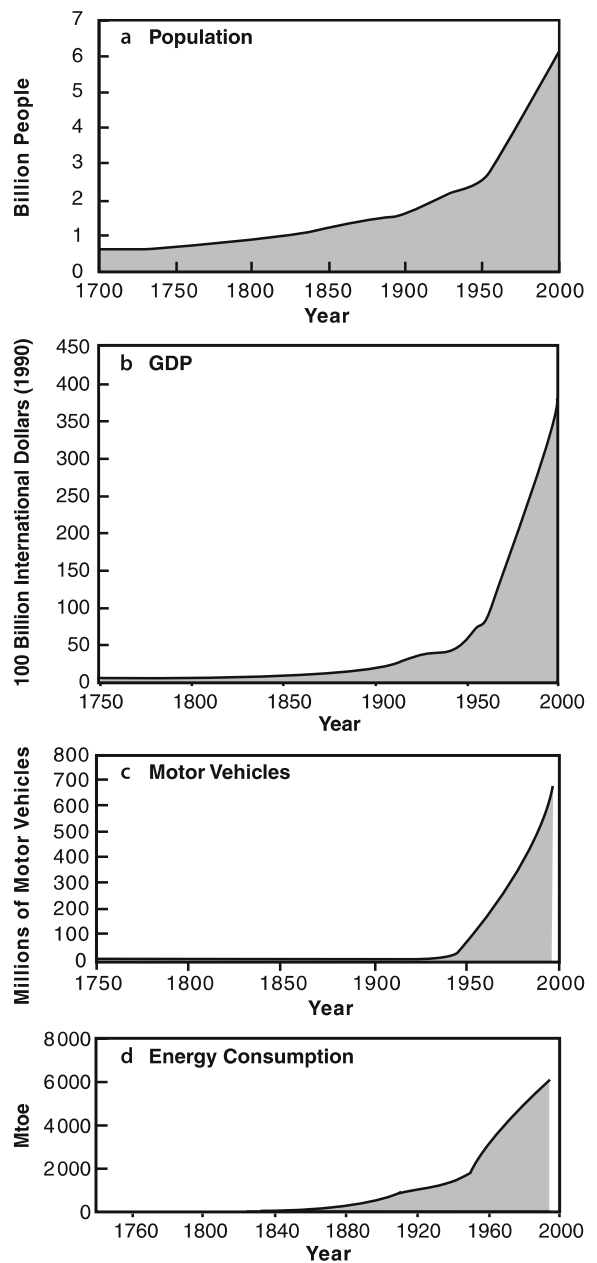 a Population
Billion People
7
6
5
4
3
2
1
0
1700 1750 1800 1850 1900 1950 2000
Year
b GDP
100 Billion International Dollars (1990)
450
400
350
300
250
200
150
100
50
0
1750 1800 1850 1900 1950 2000
Year
c Motor Vehicles
Millions of Motor Vehicles
800
700
600
500
400
300
200
100
0
1750 1800 1850 1900 1950 2000
Year
d Energy Consumption
Mtoe
8000
6000
4000
2000
0
1760 1800 1840 1880 1920 1960 2000
Year